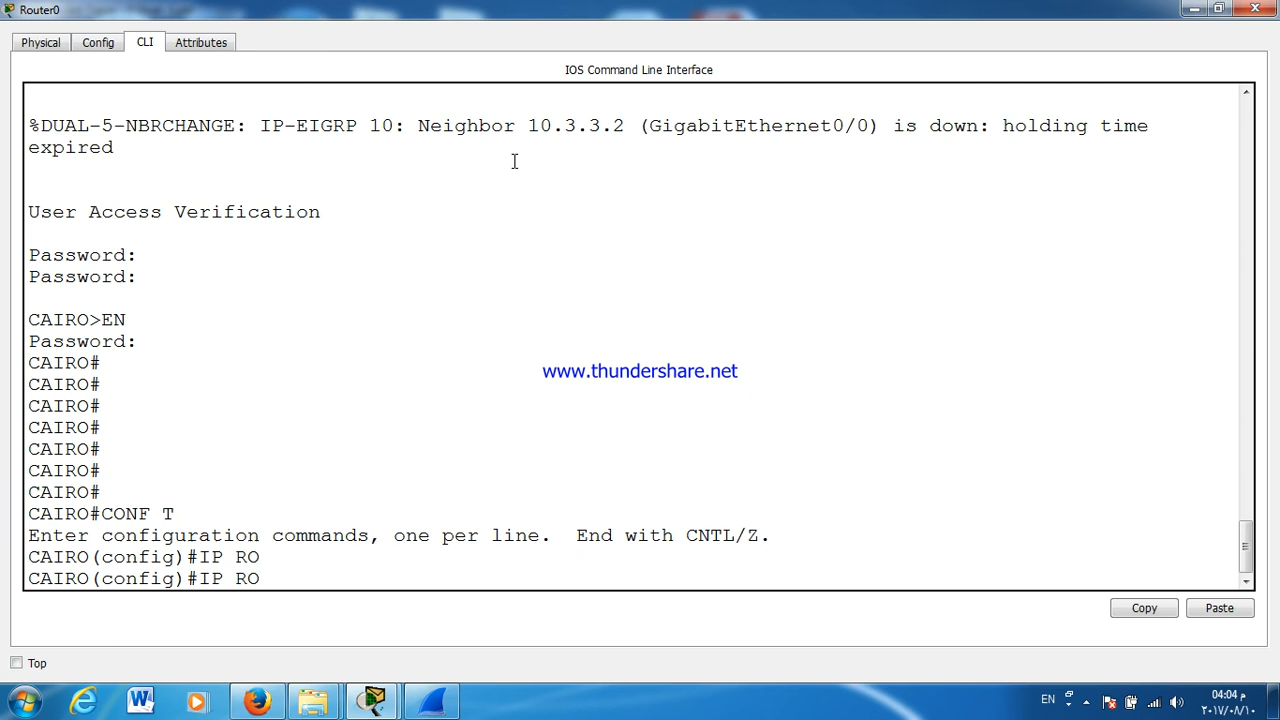 Router0
Physical
Config
CLI
Attributes
IOS Command Line Interface
%DUAL-5-NBRCHANGE: IP-EIGRP 10: Neighbor 10.3.3.2 (GigabitEthernet0/0) is down: holding time
expired
User Access Verification
Password:
Password:
CAIRO>EN
Password:
CAIRO#
CAIRO#
CAIRO#
CAIRO#
CAIRO#
CAIRO#
CAIRO#
CAIRO#CONF T
Enter configuration commands, one per line.  End with CNTL/Z.
CAIRO(config)#IP RO
CAIRO(config)#IP RO
www.thundershare.net
Copy
Paste
Top
EN
04:04 م
٢٠١٧/٠٨/١٠